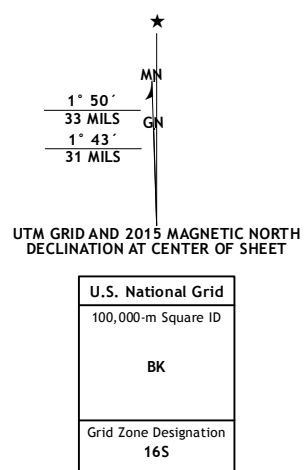 ★
MN
1° 50´
33 MILS
GN
1° 43´
31 MILS
UTM GRID AND 2015 MAGNETIC NORTH
DECLINATION AT CENTER OF SHEET
U.S. National Grid
100,000-m Square ID
BK
Grid Zone Designation
16S